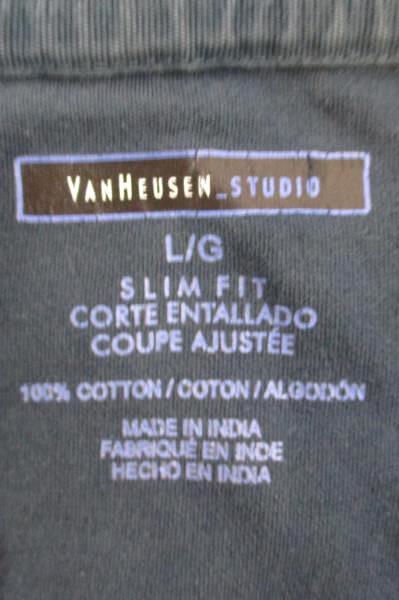 VANHEUSEN_STUDIO
L/G
SLIM FIT
CORTE ENTALLADO
COUPE AJUSTÉE
100% COTTON / COTON / ALGODÓN
MADE IN INDIA
FABRIQUÉ EN INDE
HECHO EN INDIA